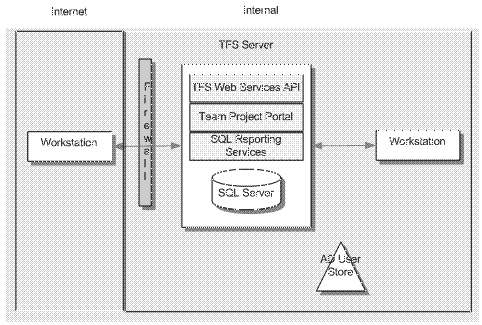 Internet
Internal
TFS Server
Firewall
TFS Web Services API
Team Project Portal
SQL Reporting
Services
SQL Server
Workstation
Workstation
AD User
Store